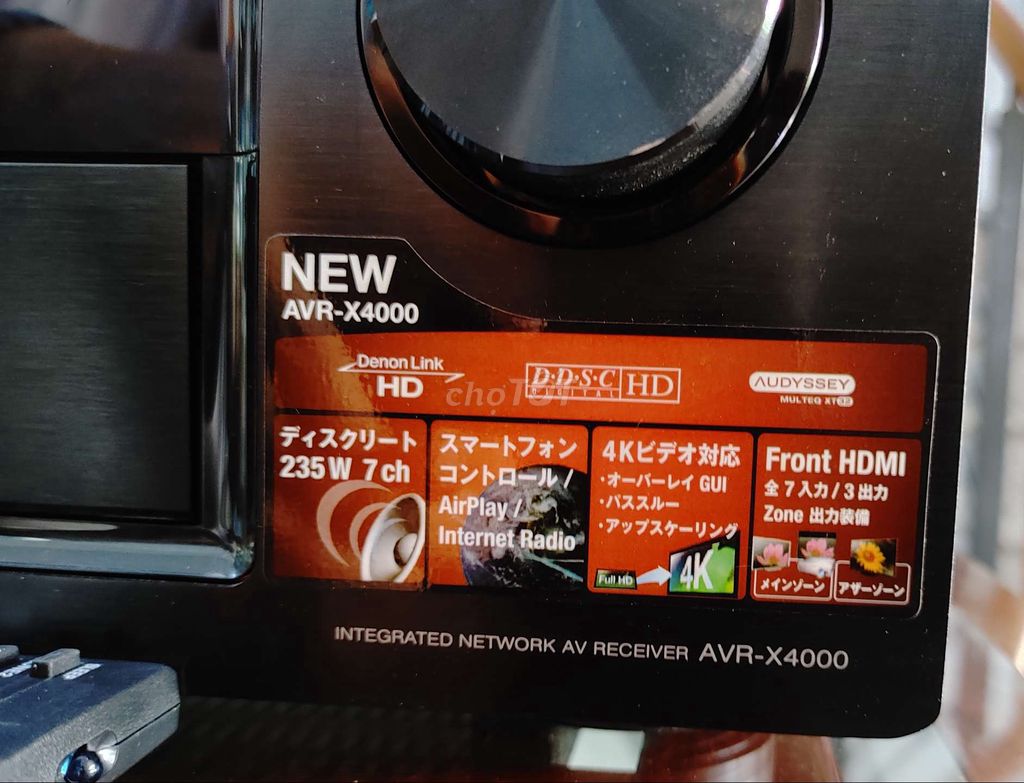 NEW
AVR-X4000
Denon Link
HD
D·D·S·C HD
DIGITAL
AUDYSSEY
MULTEQ XT32
choTOT
ディスクリート
235W 7ch
スマートフォン
コントロール /
AirPlay /
Internet Radio
4Kビデオ対応
・オーバーレイ GUI
・パススルー
・アップスケーリング
Full HD
4K
Front HDMI
全7入力/3出力
Zone 出力装備
メインゾーン
アザーゾーン
INTEGRATED NETWORK AV RECEIVER AVR-X4000